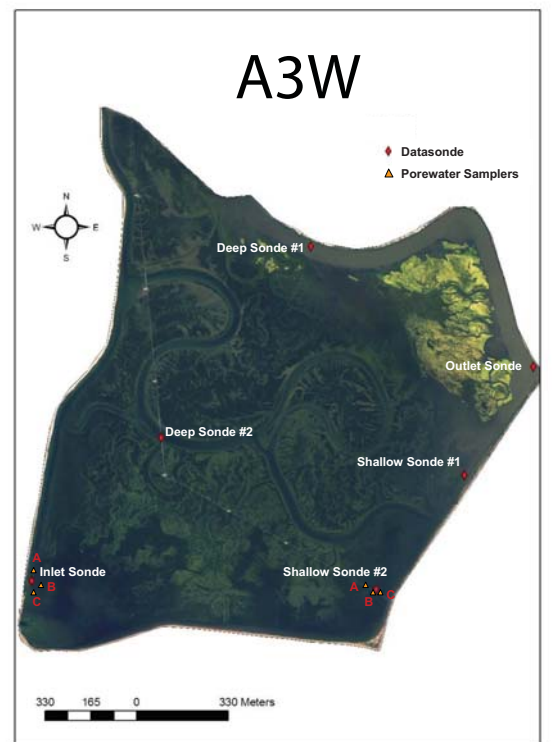 A3W
Datasonde
Porewater Samplers
N
W E
S
Deep Sonde #1
Outlet Sonde
Deep Sonde #2
Shallow Sonde #1
A
Inlet Sonde
B
C
Shallow Sonde #2
A
B
C
330 165 0 330 Meters